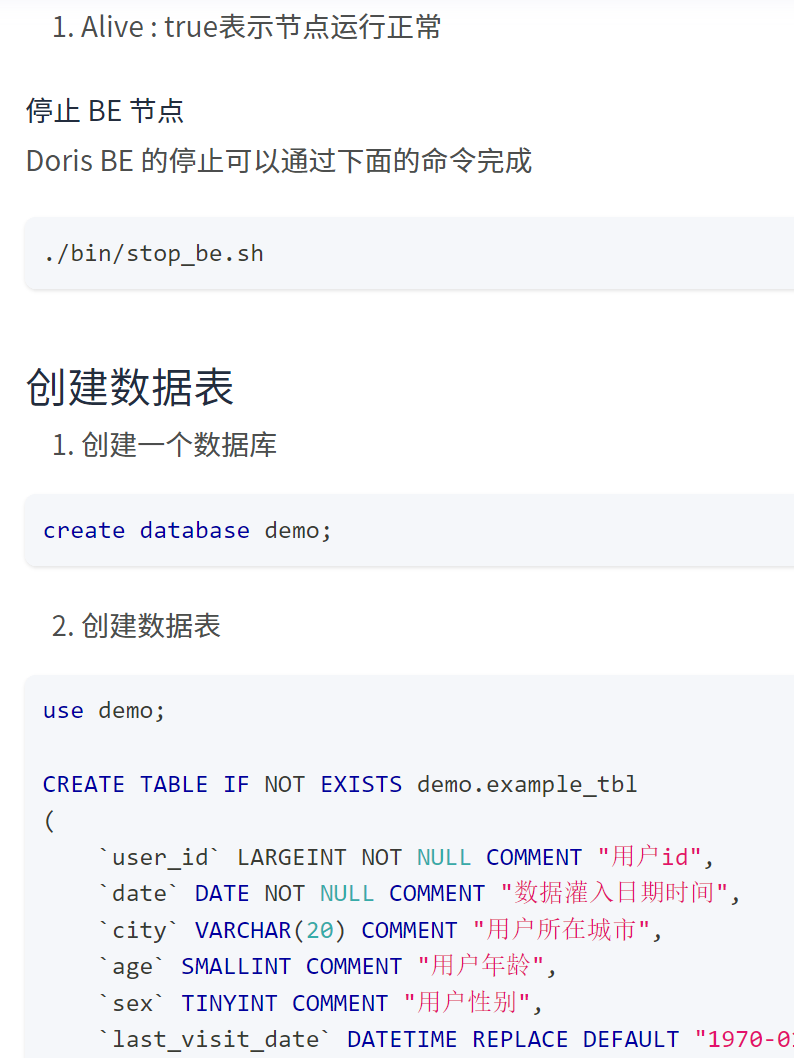 1. Alive : true表示节点运行正常
停止 BE 节点
Doris BE 的停止可以通过下面的命令完成
./bin/stop_be.sh
创建数据表
1. 创建一个数据库
create database demo;
2. 创建数据表
use demo;
CREATE TABLE IF NOT EXISTS demo.example_tbl
(
`user_id` LARGEINT NOT NULL COMMENT "用户id",
`date` DATE NOT NULL COMMENT "数据灌入日期时间",
`city` VARCHAR(20) COMMENT "用户所在城市",
`age` SMALLINT COMMENT "用户年龄",
`sex` TINYINT COMMENT "用户性别",
`last_visit_date` DATETIME REPLACE DEFAULT "1970-0